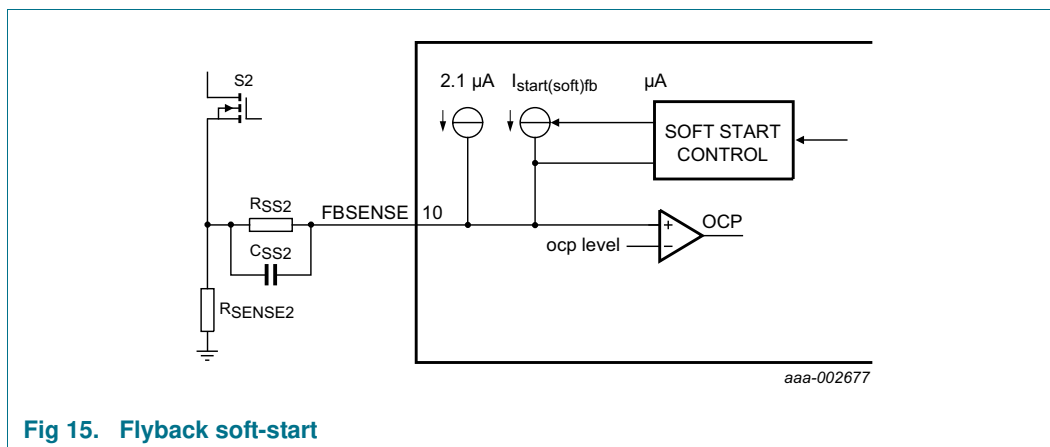 S2
2.1 µA
Istart(soft)fb
µA
SOFT START
CONTROL
RSS2
FBSENSE
10
CSS2
ocp level
+
−
OCP
RSENSE2
aaa-002677
Fig 15. Flyback soft-start